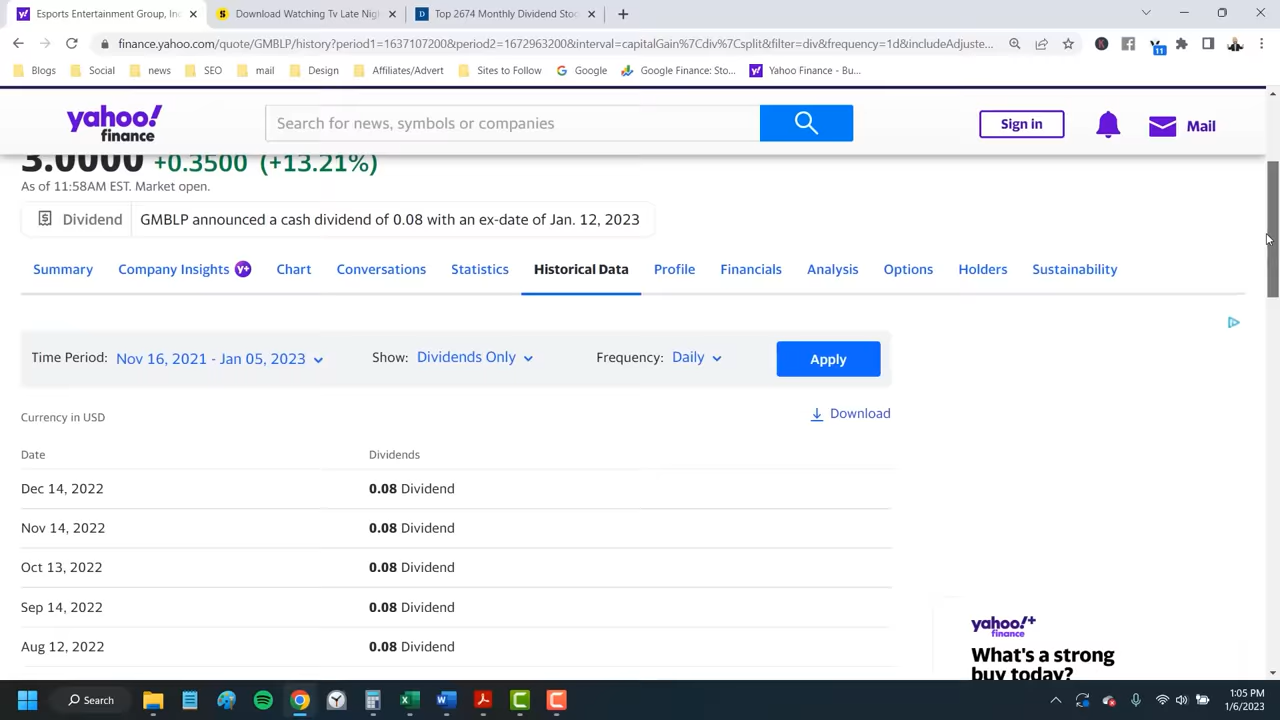 Esports Entertainment Group, In
Download Watching Tv Late Nig
Top 2674 Monthly Dividend Stoc
finance.yahoo.com/quote/GMBLP/history?period1=1637107200&period2=1672963200&interval=capitalGain%7Cdiv%7Csplit&filter=div&frequency=1d&includeAdjuste...
11
Blogs
Social
news
SEO
mail
Design
Affiliates/Advert
Sites to Follow
Google
Google Finance: Sto...
Yahoo Finance - Bu...
yahoo!
finance
Search for news, symbols or companies
Sign in
Mail
3.0000 +0.3500 (+13.21%)
As of 11:58AM EST. Market open.
Dividend
GMBLP announced a cash dividend of 0.08 with an ex-date of Jan. 12, 2023
Summary
Company Insights Y+
Chart
Conversations
Statistics
Historical Data
Profile
Financials
Analysis
Options
Holders
Sustainability
Time Period: Nov 16, 2021 - Jan 05, 2023
Show: Dividends Only
Frequency: Daily
Apply
Currency in USD
Download
Date Dividends
Dec 14, 2022 0.08 Dividend
Nov 14, 2022 0.08 Dividend
Oct 13, 2022 0.08 Dividend
Sep 14, 2022 0.08 Dividend
Aug 12, 2022 0.08 Dividend
yahoo!+
finance
What's a strong
buy today?
Search
1:05 PM
1/6/2023